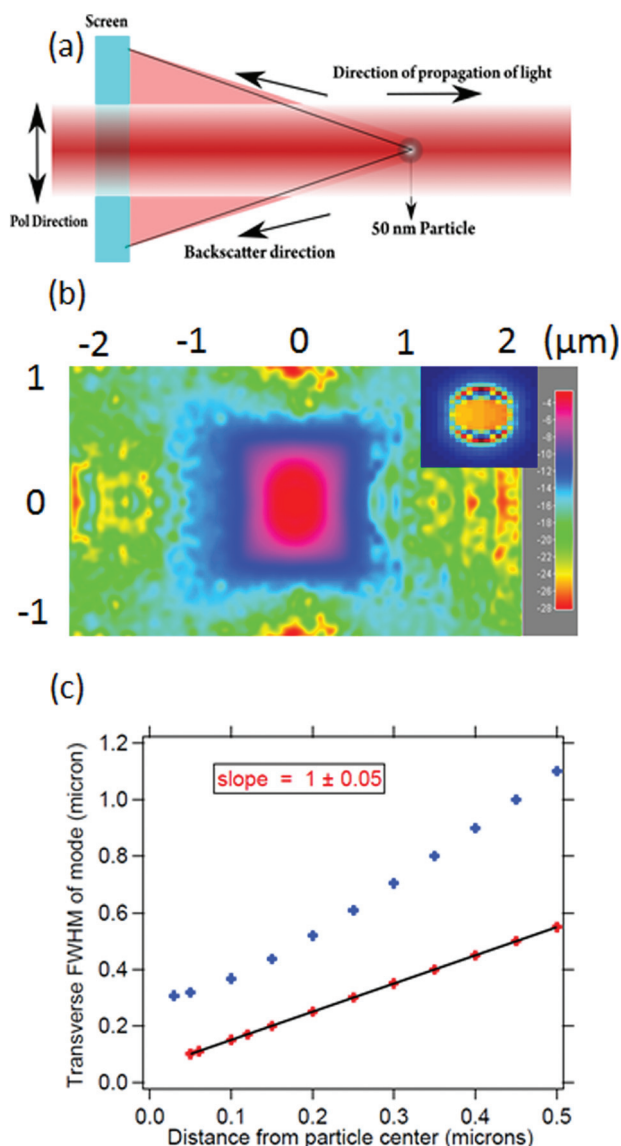 Screen
(a)
Direction of propagation of light
Pol Direction
50 nm Particle
Backscatter direction
(b)
-2 -1 0 1 2 (μm)
1
0
-1
-4
-6
-8
-10
-12
-14
-16
-18
-20
-22
-24
-26
-28
(c)
slope = 1 ± 0.05
Transverse FWHM of mode (micron)
1.2
1.0
0.8
0.6
0.4
0.2
0.0
0.0 0.1 0.2 0.3 0.4 0.5
Distance from particle center (microns)